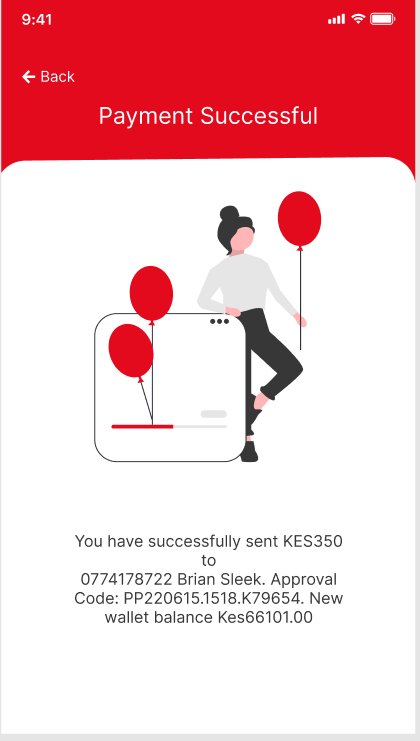 9:41
Back
Payment Successful
You have successfully sent KES350
to
0774178722 Brian Sleek. Approval
Code: PP220615.1518.K79654. New
wallet balance Kes66101.00